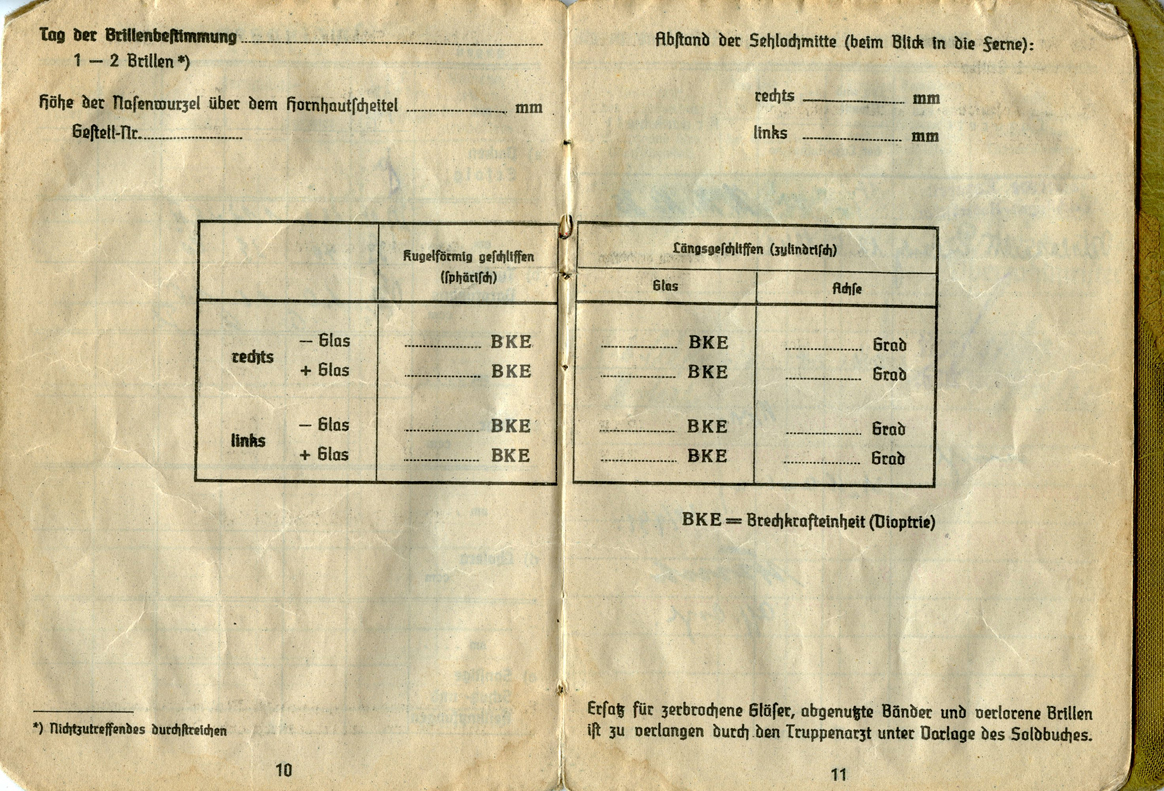 Tag der Brillenbestimmung
1 — 2 Brillen *)
Höhe der Nasenwurzel über dem Hornhautscheitel ............ mm
Gestell-Nr.
Kugelförmig geschliffen
(sphärisch)
rechts
— Glas ............ BKE
+ Glas ............ BKE
links
— Glas ............ BKE
+ Glas ............ BKE
*) Nichtzutreffendes durchstreichen
10
Abstand der Sehlochmitte (beim Blick in die Ferne):
rechts ............ mm
links ............ mm
Längsgeschliffen (zylindrisch)
Glas Achse
............ BKE ............ Grad
............ BKE ............ Grad
............ BKE ............ Grad
............ BKE ............ Grad
BKE = Brechkrafteinheit (Dioptrie)
Ersatz für zerbrochene Gläser, abgenutzte Bänder und verlorene Brillen
ist zu verlangen durch den Truppenarzt unter Vorlage des Soldbuches.
11